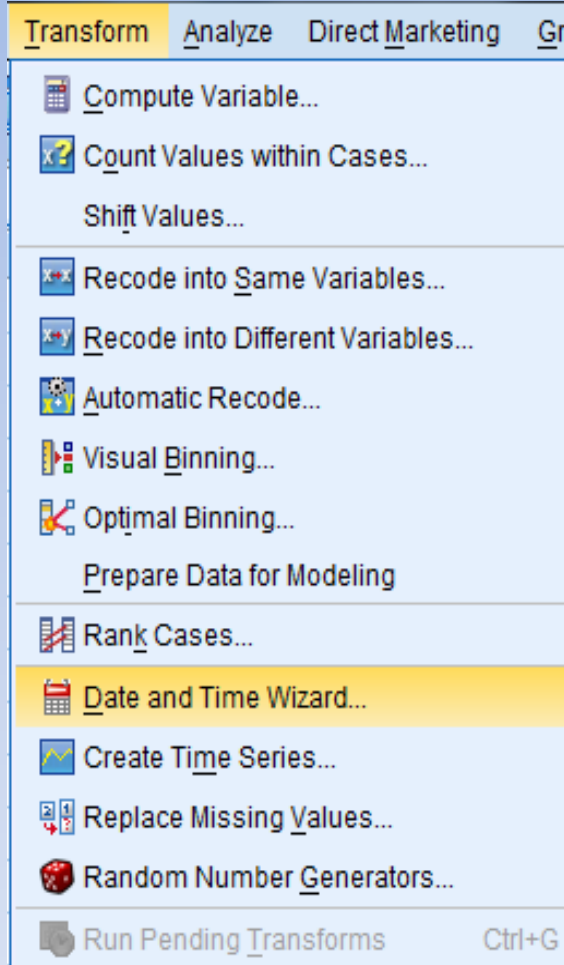 Transform Analyze Direct Marketing Gr
Compute Variable...
Count Values within Cases...
Shift Values...
Recode into Same Variables...
Recode into Different Variables...
Automatic Recode...
Visual Binning...
Optimal Binning...
Prepare Data for Modeling
Rank Cases...
Date and Time Wizard...
Create Time Series...
Replace Missing Values...
Random Number Generators...
Run Pending Transforms Ctrl+G